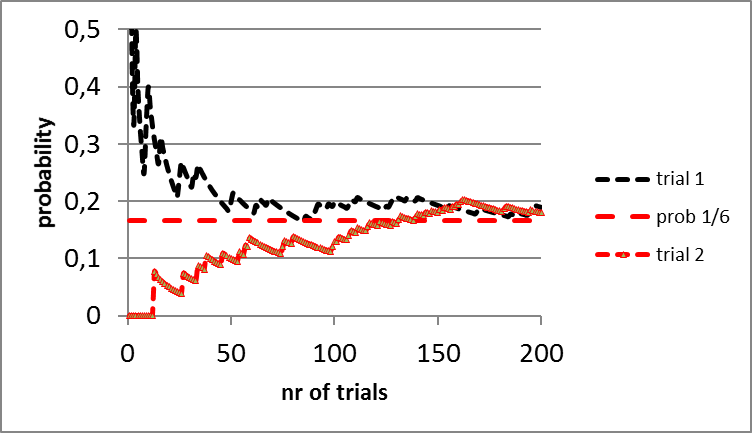 0,5
0,4
0,3
0,2
0,1
0
probability
0 50 100 150 200
nr of trials
trial 1
prob 1/6
trial 2